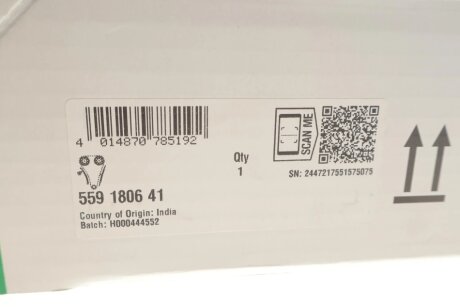 4 014870 785192
SCAN ME
Qty
1
SN: 2447217551575075
559 1806 41
Country of Origin: India
Batch: H000444552